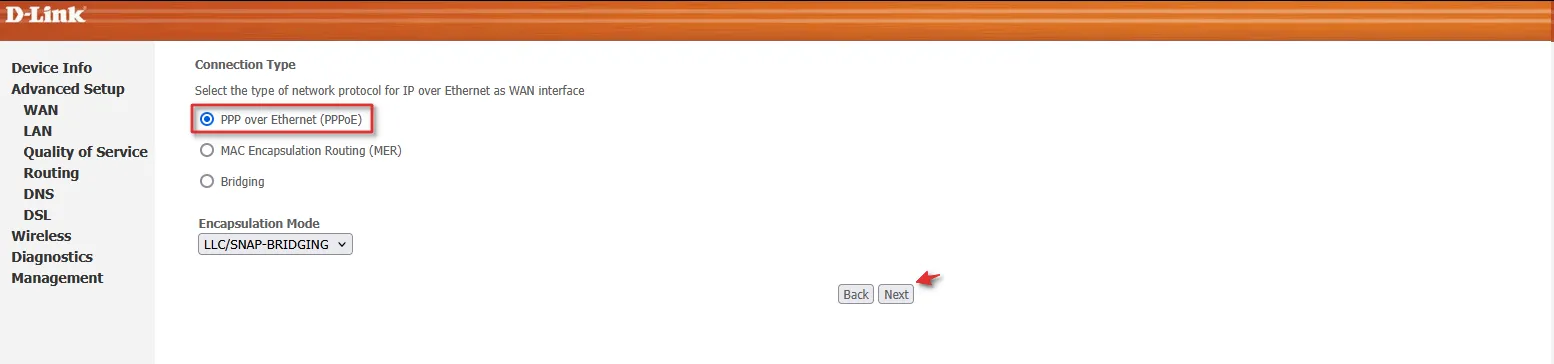 D-Link
Device Info
Advanced Setup
WAN
LAN
Quality of Service
Routing
DNS
DSL
Wireless
Diagnostics
Management
Connection Type
Select the type of network protocol for IP over Ethernet as WAN interface
PPP over Ethernet (PPPoE)
MAC Encapsulation Routing (MER)
Bridging
Encapsulation Mode
LLC/SNAP-BRIDGING
Back Next